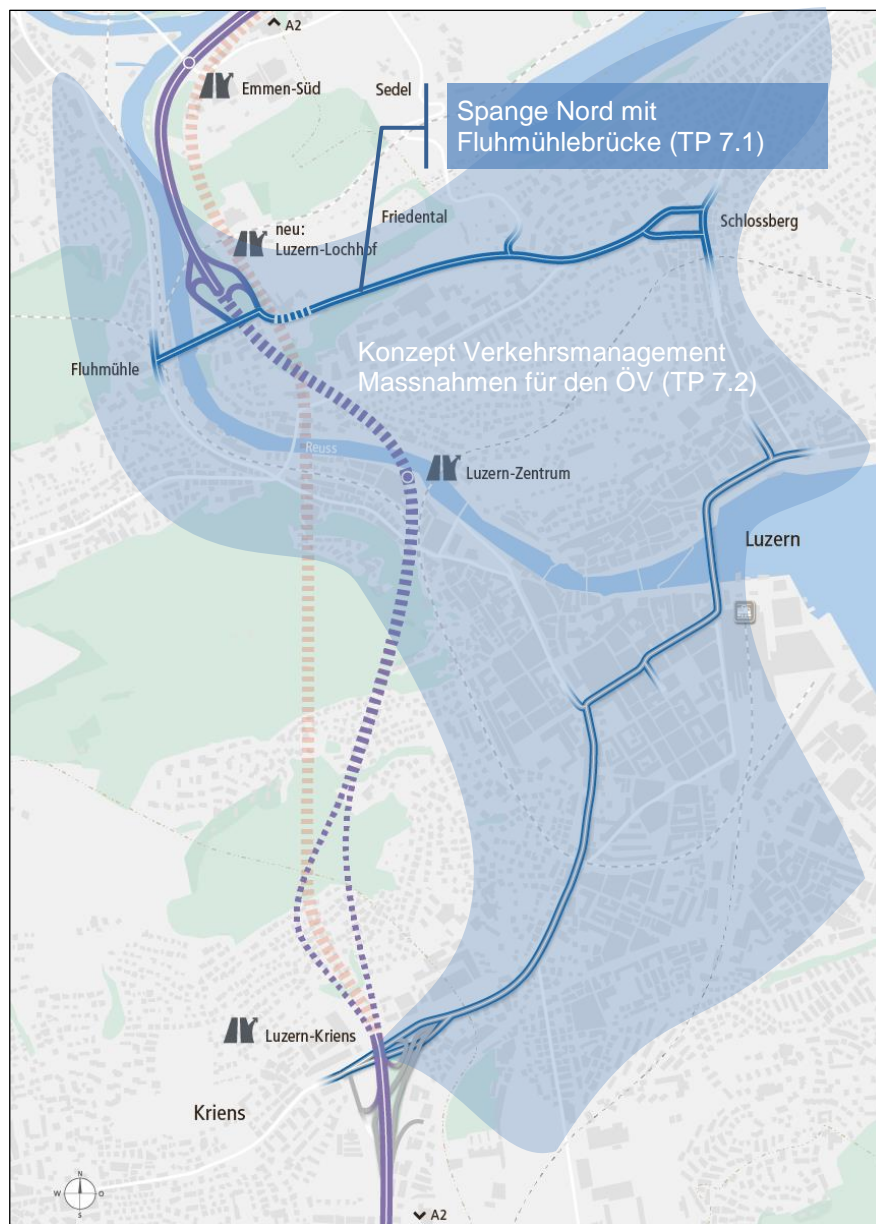 A2
Emmen-Süd
Sedel
Spange Nord mit
Fluhmühlebrücke (TP 7.1)
Friedental
Schlossberg
neu:
Luzern-Lochhof
Fluhmühle
Konzept Verkehrsmanagement
Massnahmen für den ÖV (TP 7.2)
Reuss
Luzern-Zentrum
Luzern
Luzern-Kriens
Kriens
N
W O
S
A2